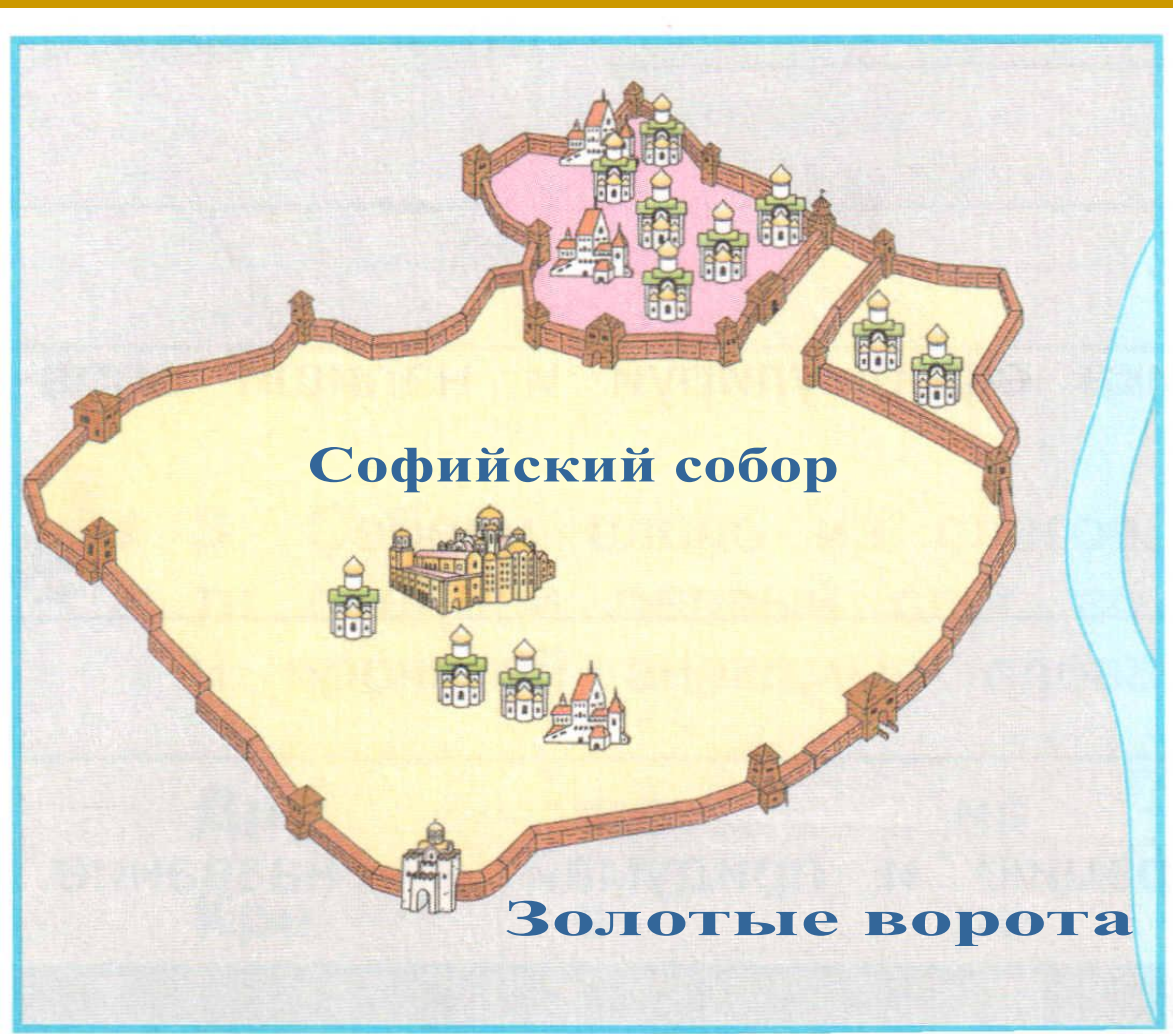 Софийский собор
Золотые ворота